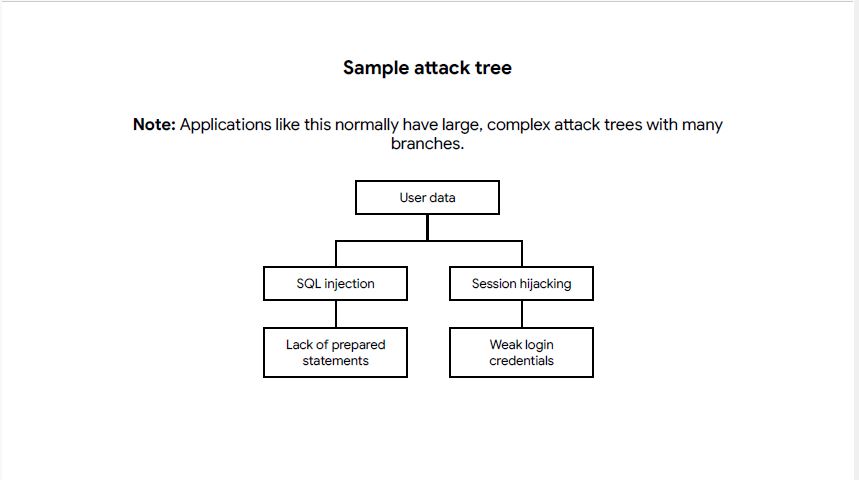 Sample attack tree
Note: Applications like this normally have large, complex attack trees with many
branches.
User data
SQL injection
Session hijacking
Lack of prepared
statements
Weak login
credentials